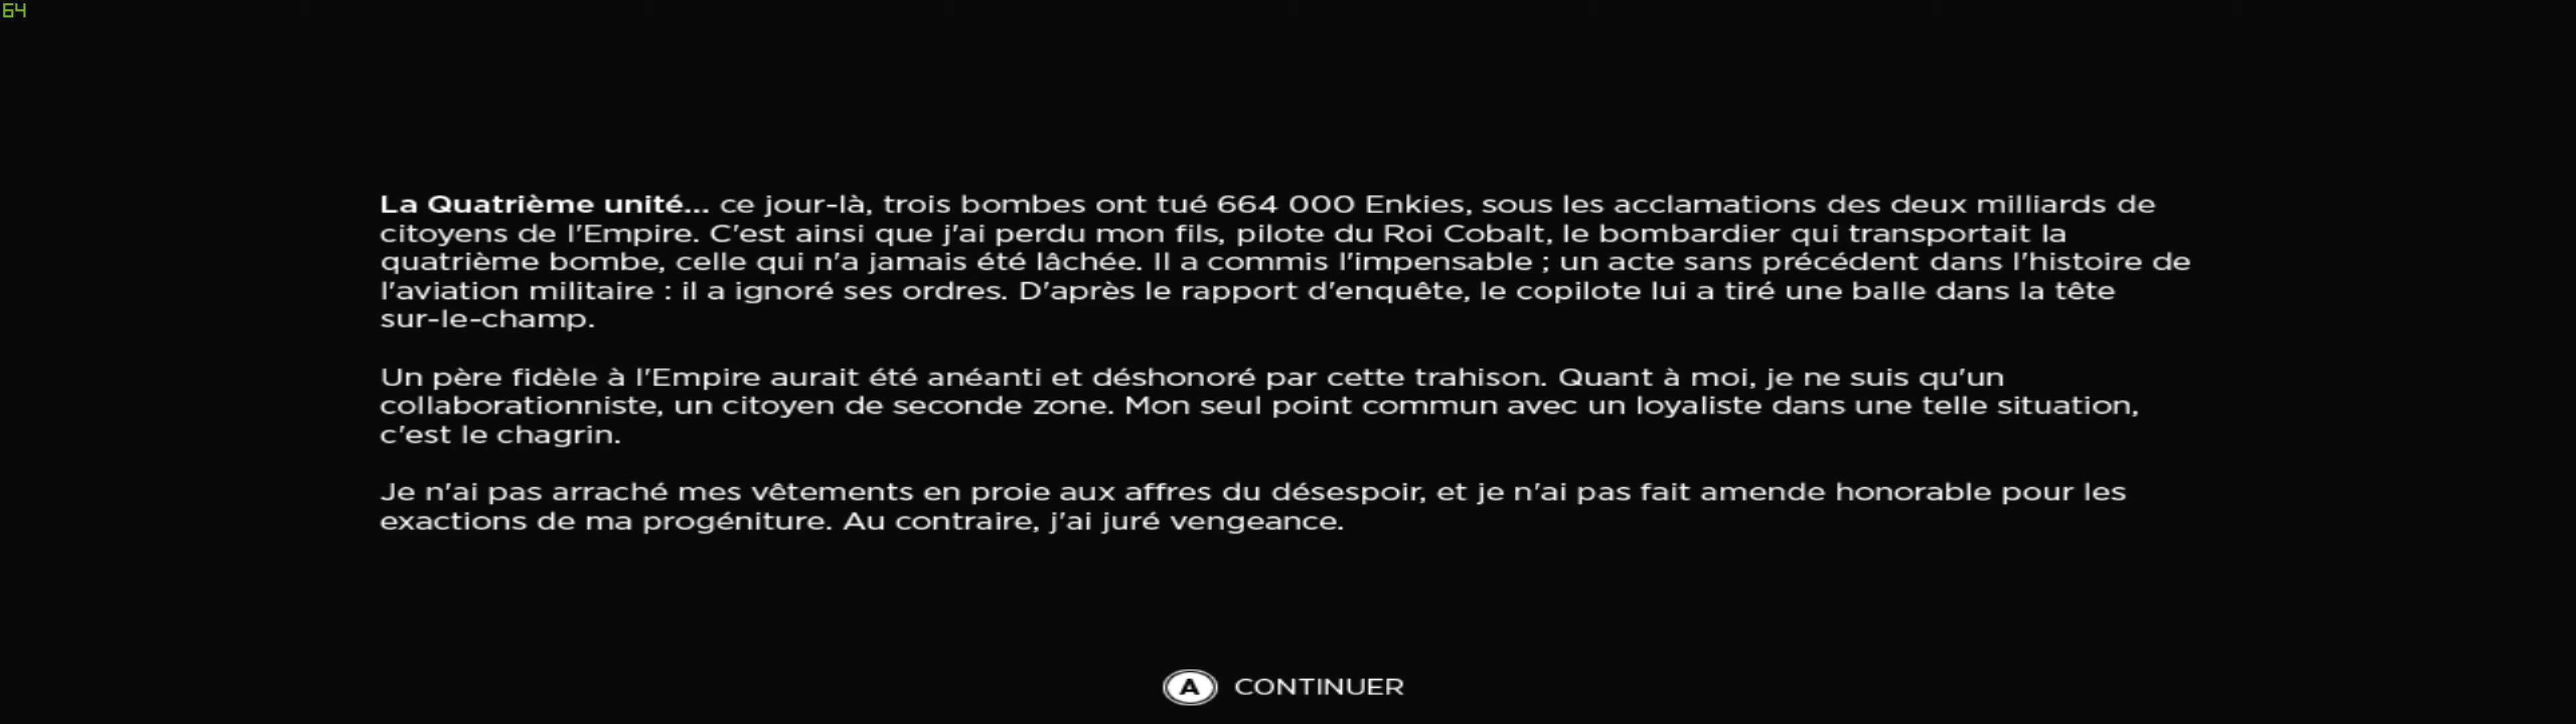 64
La Quatrième unité... ce jour-là, trois bombes ont tué 664 000 Enkies, sous les acclamations des deux milliards de
citoyens de l'Empire. C'est ainsi que j'ai perdu mon fils, pilote du Roi Cobalt, le bombardier qui transportait la
quatrième bombe, celle qui n'a jamais été lâchée. Il a commis l'impensable ; un acte sans précédent dans l'histoire de
l'aviation militaire : il a ignoré ses ordres. D'après le rapport d'enquête, le copilote lui a tiré une balle dans la tête
sur-le-champ.
Un père fidèle à l'Empire aurait été anéanti et déshonoré par cette trahison. Quant à moi, je ne suis qu'un
collaborationniste, un citoyen de seconde zone. Mon seul point commun avec un loyaliste dans une telle situation,
c'est le chagrin.
Je n'ai pas arraché mes vêtements en proie aux affres du désespoir, et je n'ai pas fait amende honorable pour les
exactions de ma progéniture. Au contraire, j'ai juré vengeance.
A CONTINUER